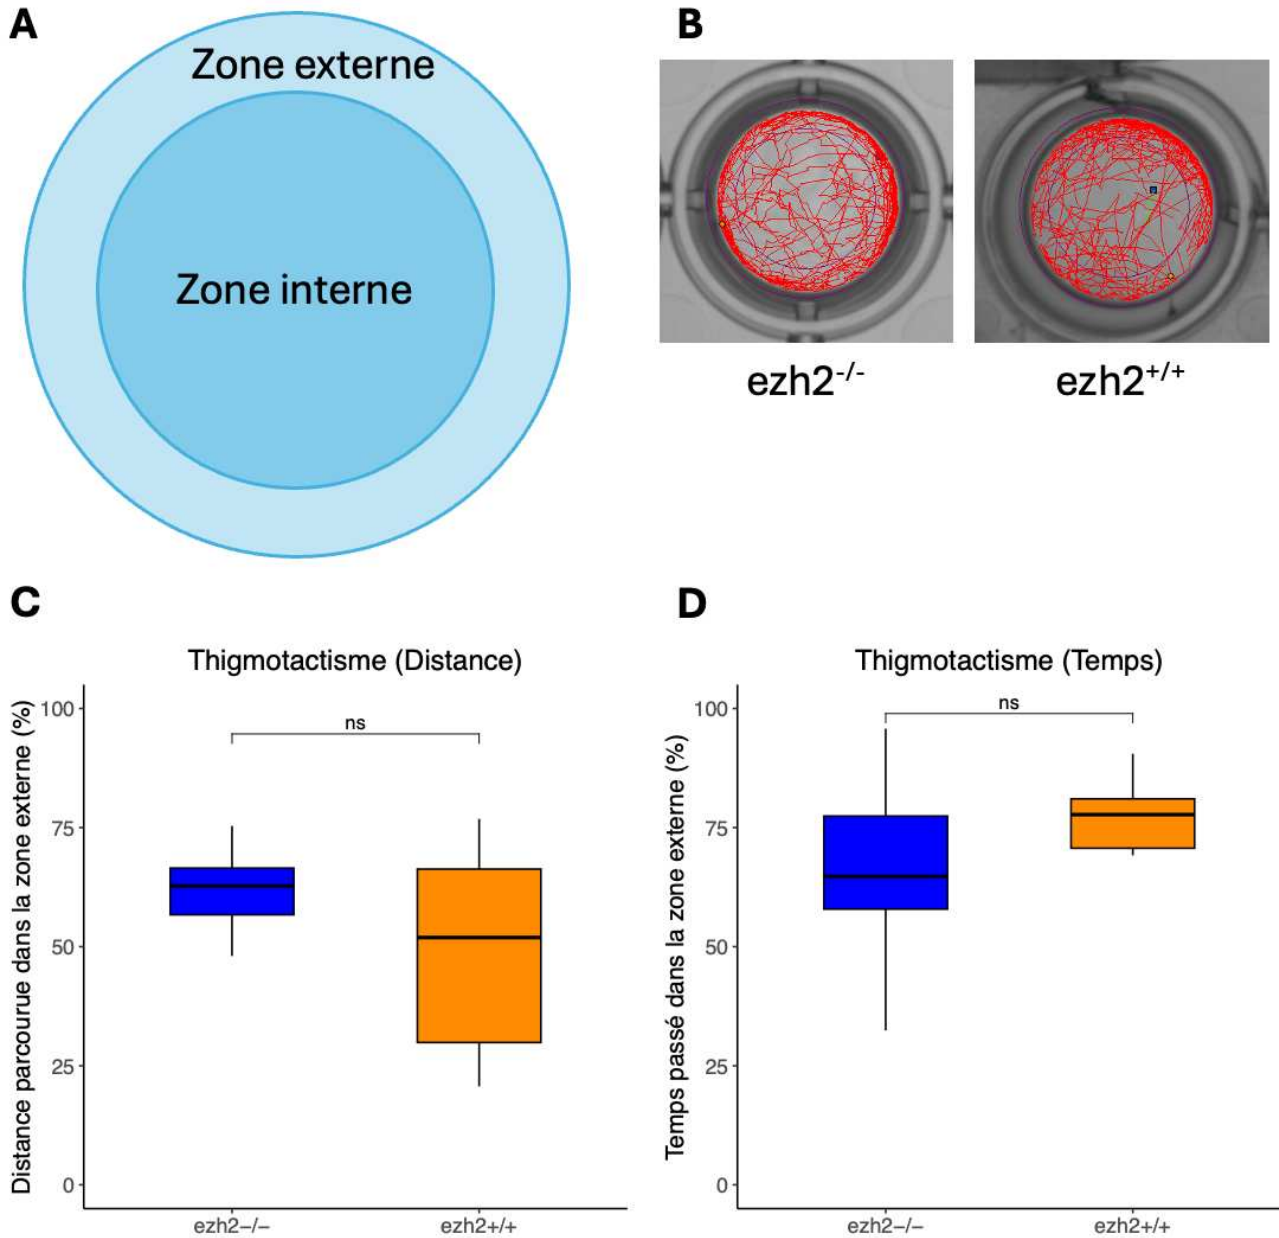 A
Zone externe
Zone interne
B
ezh2-/-
ezh2+/+
C
Thigmotactisme (Distance)
Distance parcourue dans la zone externe (%)
100
75
50
25
0
ns
ezh2−/−
ezh2+/+
D
Thigmotactisme (Temps)
Temps passé dans la zone externe (%)
100
75
50
25
0
ns
ezh2−/−
ezh2+/+